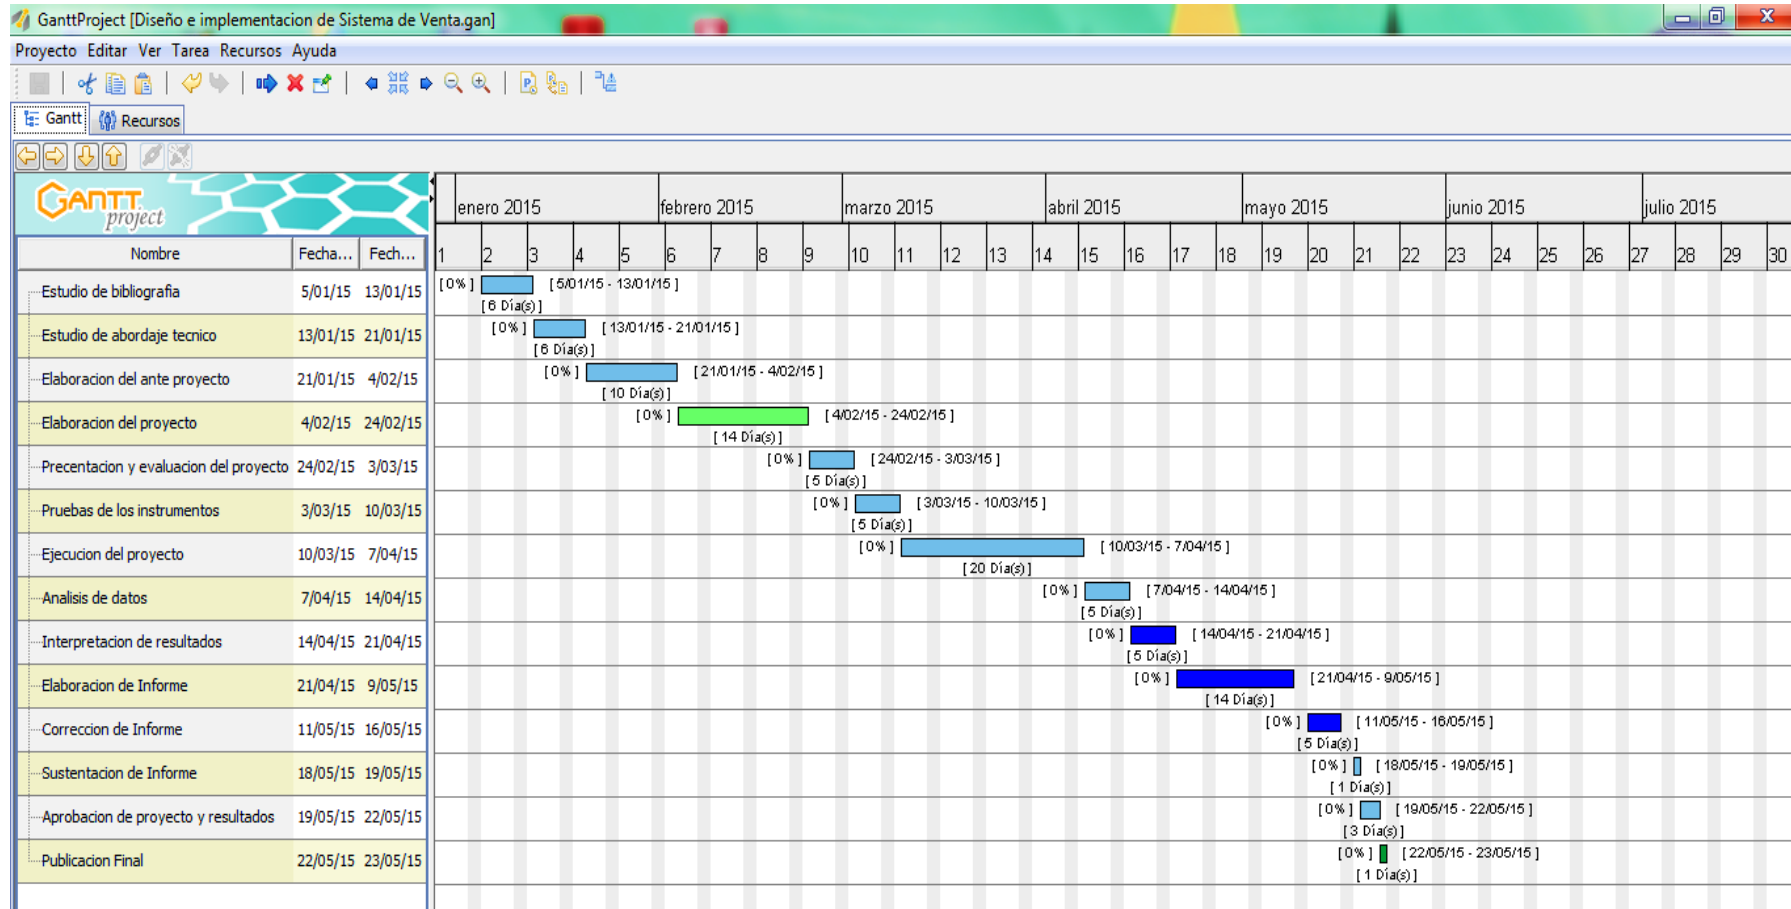 GanttProject [Diseño e implementacion de Sistema de Venta.gan]
Proyecto Editar Ver Tarea Recursos Ayuda
Gantt Recursos
GANTT project
enero 2015 febrero 2015 marzo 2015 abril 2015 mayo 2015 junio 2015 julio 2015
Nombre Fecha... Fech... 1 2 3 4 5 6 7 8 9 10 11 12 13 14 15 16 17 18 19 20 21 22 23 24 25 26 27 28 29 30
Estudio de bibliografia 5/01/15 13/01/15 [0%] [5/01/15 - 13/01/15]
[6 Día(s)]
Estudio de abordaje tecnico 13/01/15 21/01/15 [0%] [13/01/15 - 21/01/15]
[6 Día(s)]
Elaboracion del ante proyecto 21/01/15 4/02/15 [0%] [21/01/15 - 4/02/15]
[10 Día(s)]
Elaboracion del proyecto 4/02/15 24/02/15 [0%] [4/02/15 - 24/02/15]
[14 Día(s)]
Precentacion y evaluacion del proyecto 24/02/15 3/03/15 [0%] [24/02/15 - 3/03/15]
[5 Día(s)]
Pruebas de los instrumentos 3/03/15 10/03/15 [0%] [3/03/15 - 10/03/15]
[5 Día(s)]
Ejecucion del proyecto 10/03/15 7/04/15 [0%] [10/03/15 - 7/04/15]
[20 Día(s)]
Analisis de datos 7/04/15 14/04/15 [0%] [7/04/15 - 14/04/15]
[5 Día(s)]
Interpretacion de resultados 14/04/15 21/04/15 [0%] [14/04/15 - 21/04/15]
[5 Día(s)]
Elaboracion de Informe 21/04/15 9/05/15 [0%] [21/04/15 - 9/05/15]
[14 Día(s)]
Correccion de Informe 11/05/15 16/05/15 [0%] [11/05/15 - 16/05/15]
[5 Día(s)]
Sustentacion de Informe 18/05/15 19/05/15 [0%] [18/05/15 - 19/05/15]
[1 Día(s)]
Aprobacion de proyecto y resultados 19/05/15 22/05/15 [0%] [19/05/15 - 22/05/15]
[3 Día(s)]
Publicacion Final 22/05/15 23/05/15 [0%] [22/05/15 - 23/05/15]
[1 Día(s)]